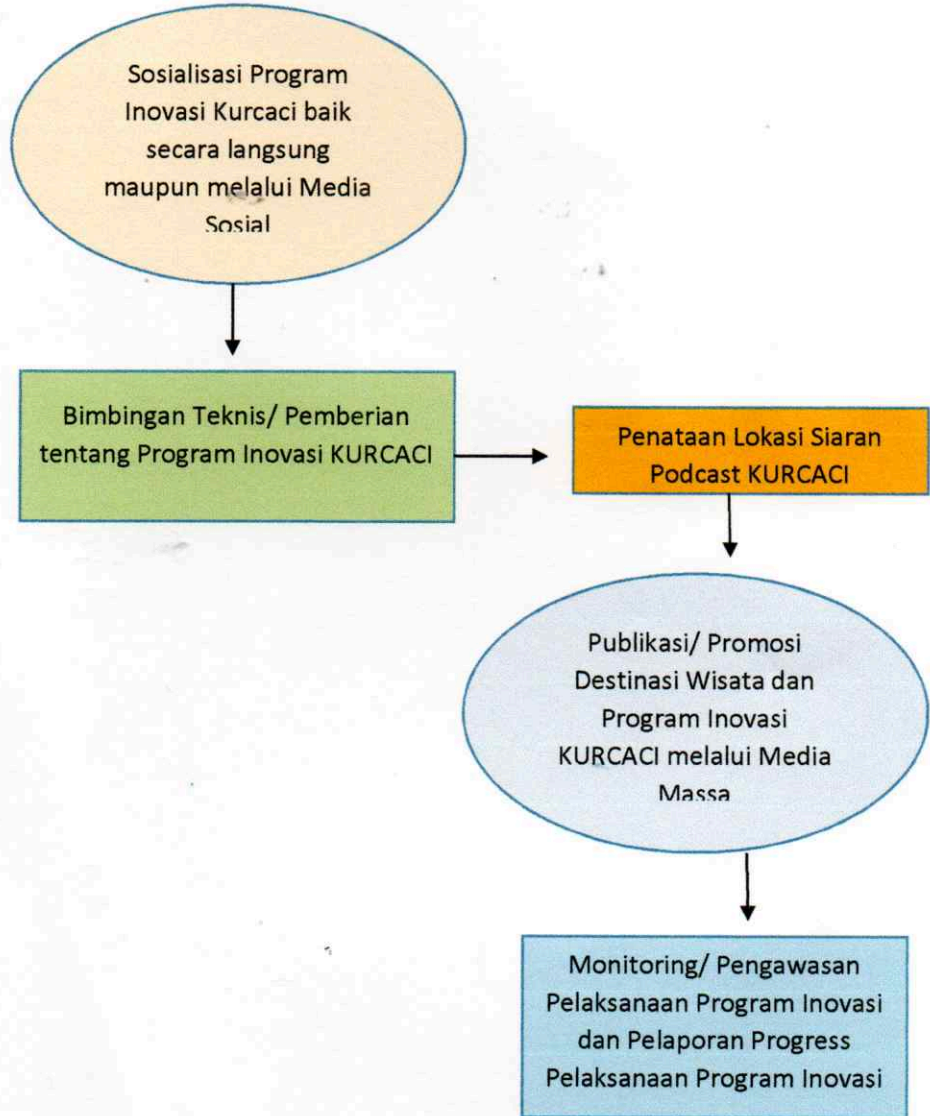 Sosialisasi Program
Inovasi Kurcaci baik
secara langsung
maupun melalui Media
Sosial
Bimbingan Teknis/ Pemberian
tentang Program Inovasi KURCACI
Penataan Lokasi Siaran
Podcast KURCACI
Publikasi/ Promosi
Destinasi Wisata dan
Program Inovasi
KURCACI melalui Media
Massa
Monitoring/ Pengawasan
Pelaksanaan Program Inovasi
dan Pelaporan Progress
Pelaksanaan Program Inovasi